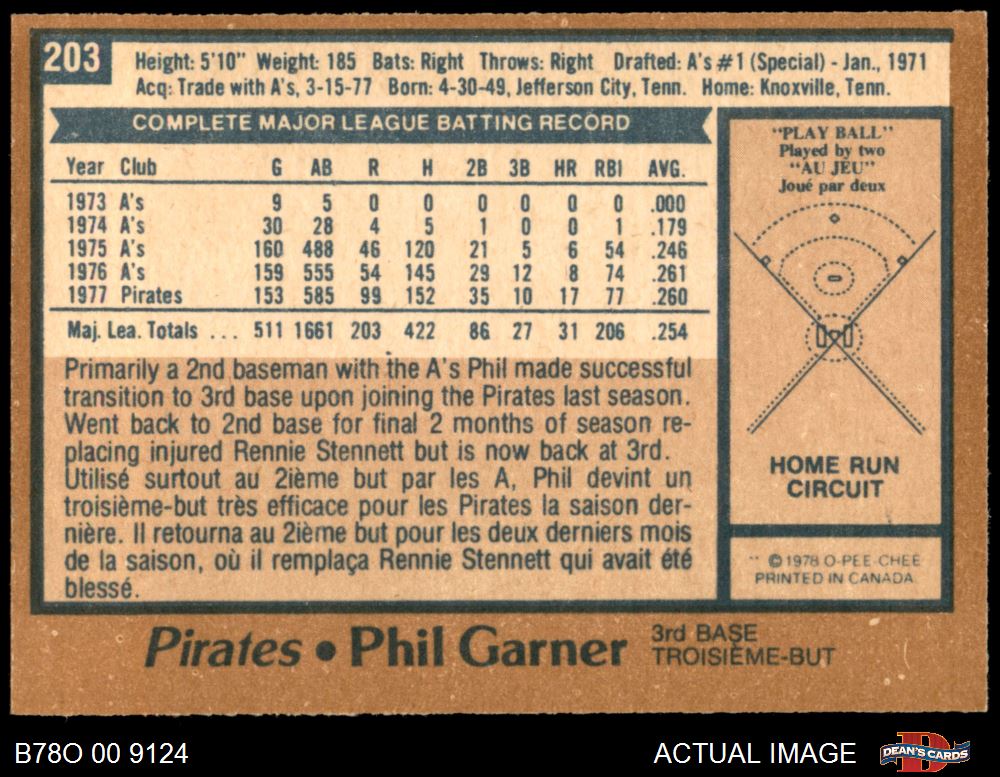 203
Height: 5'10" Weight: 185 Bats: Right Throws: Right Drafted: A's #1 (Special) - Jan., 1971
Acq: Trade with A's, 3-15-77 Born: 4-30-49, Jefferson City, Tenn. Home: Knoxville, Tenn.
COMPLETE MAJOR LEAGUE BATTING RECORD
Year Club G AB R H 2B 3B HR RBI AVG.
1973 A's 9 5 0 0 0 0 0 0 .000
1974 A's 30 28 4 5 1 0 0 1 .179
1975 A's 160 488 46 120 21 5 6 54 .246
1976 A's 159 555 54 145 29 12 8 74 .261
1977 Pirates 153 585 99 152 35 10 17 77 .260
Maj. Lea. Totals ... 511 1661 203 422 86 27 31 206 .254
Primarily a 2nd baseman with the A's Phil made successful
transition to 3rd base upon joining the Pirates last season.
Went back to 2nd base for final 2 months of season re-
placing injured Rennie Stennett but is now back at 3rd.
Utilisé surtout au 2ième but par les A, Phil devint un
troisième-but très efficace pour les Pirates la saison der-
nière. Il retourna au 2ième but pour les deux derniers mois
de la saison, où il remplaça Rennie Stennett qui avait été
blessé.
"PLAY BALL"
Played by two
"AU JEU"
Joué par deux
HOME RUN
CIRCUIT
** ©1978 O-PEE-CHEE
PRINTED IN CANADA
Pirates • Phil Garner 3rd BASE
TROISIÈME-BUT
B78O 00 9124
ACTUAL IMAGE
DEAN'S CARDS